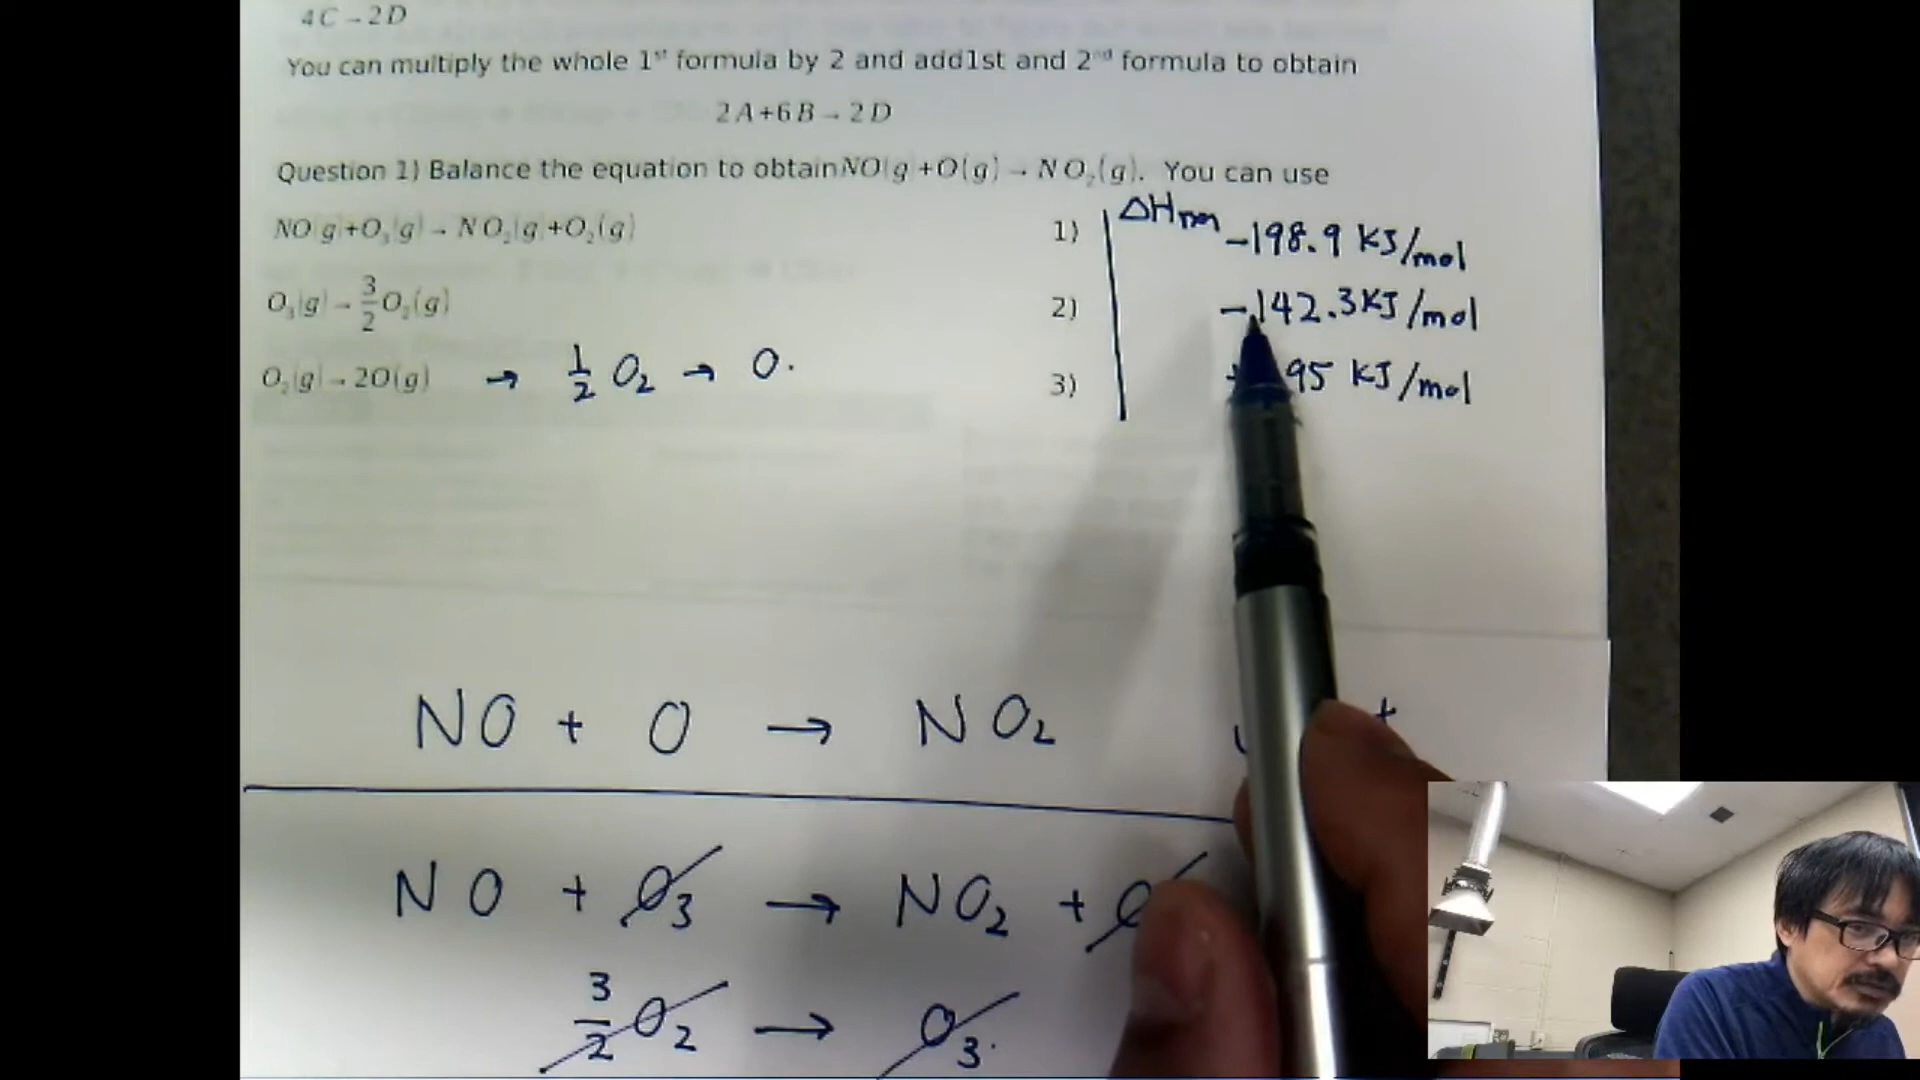 4C → 2D
You can multiply the whole 1st formula by 2 and add1st and 2nd formula to obtain
2A+6B → 2D
Question 1) Balance the equation to obtain NO(g)+O(g) → NO₂(g). You can use
NO(g)+O₃(g) → NO₂(g)+O₂(g) 1) ΔHrxn -198.9 KJ/mol
O₃(g) → 3/2 O₂(g) 2) -142.3 KJ/mol
O₂(g) → 2O(g) → 1/2 O₂ → O. 3) 95 KJ/mol
NO + O → NO₂
NO + O₃ → NO₂ +
3/2 O₂ → O₃.